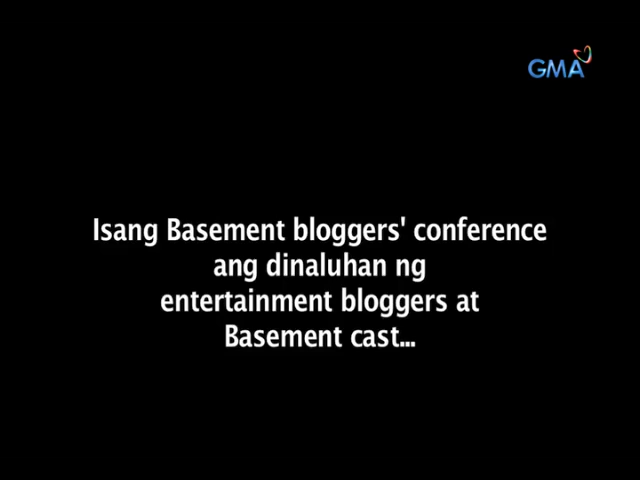 GMA
Isang Basement bloggers' conference
ang dinaluhan ng
entertainment bloggers at
Basement cast...